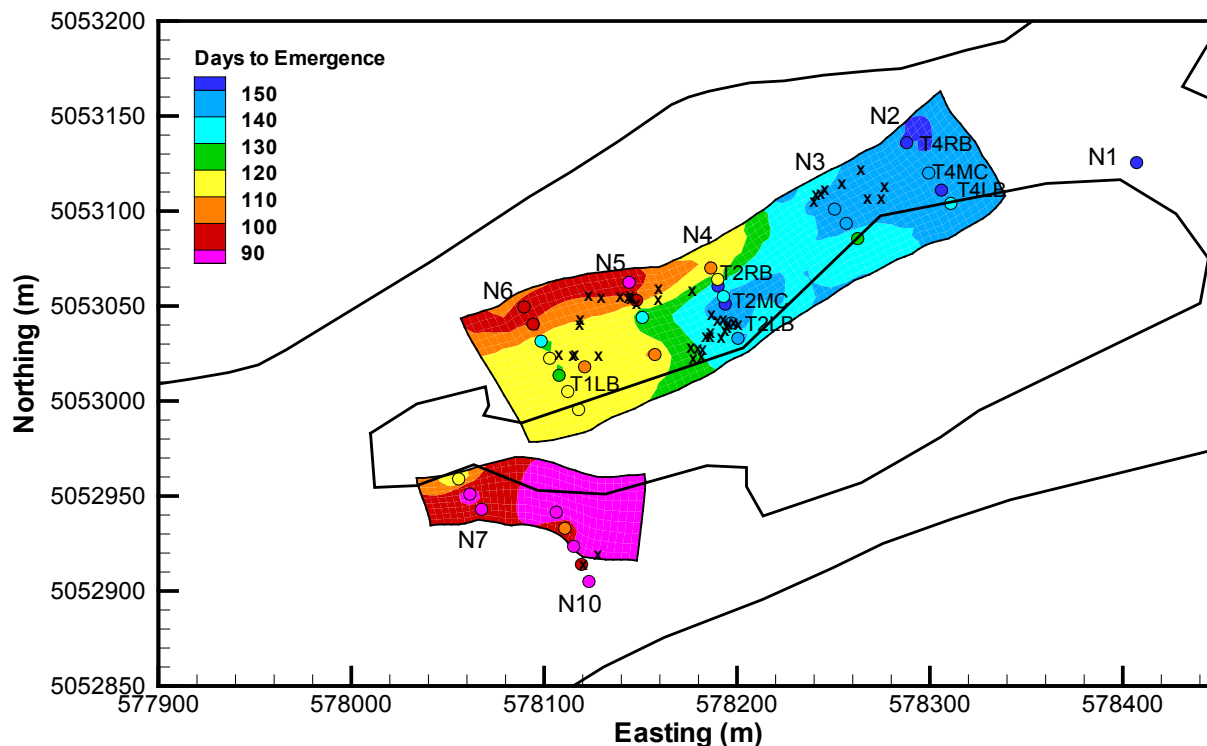 5053200
Days to Emergence
150
140
130
120
110
100
90
5053150
N2
T4RB
N1
N3
T4MC
T4LB
5053100
N4
N5
T2RB
5053050
N6
T2MC
T2LB
T1LB
5053000
5052950
N7
5052900
N10
5052850
577900
578000
578100
578200
578300
578400
Northing (m)
Easting (m)